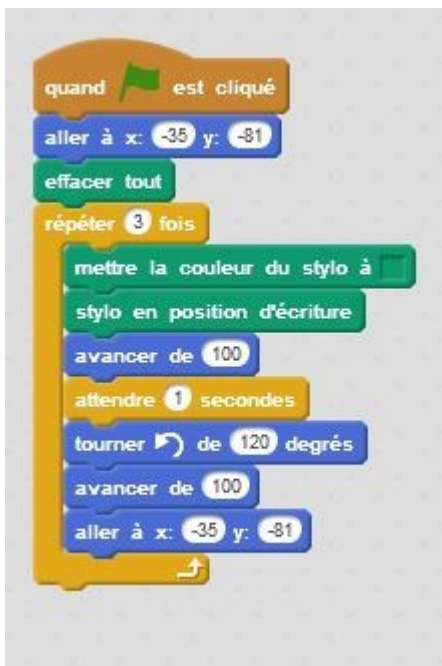 quand est cliqué
aller à x: -35 y: -81
effacer tout
répéter 3 fois
mettre la couleur du stylo à
stylo en position d'écriture
avancer de 100
attendre 1 secondes
tourner de 120 degrés
avancer de 100
aller à x: -35 y: -81